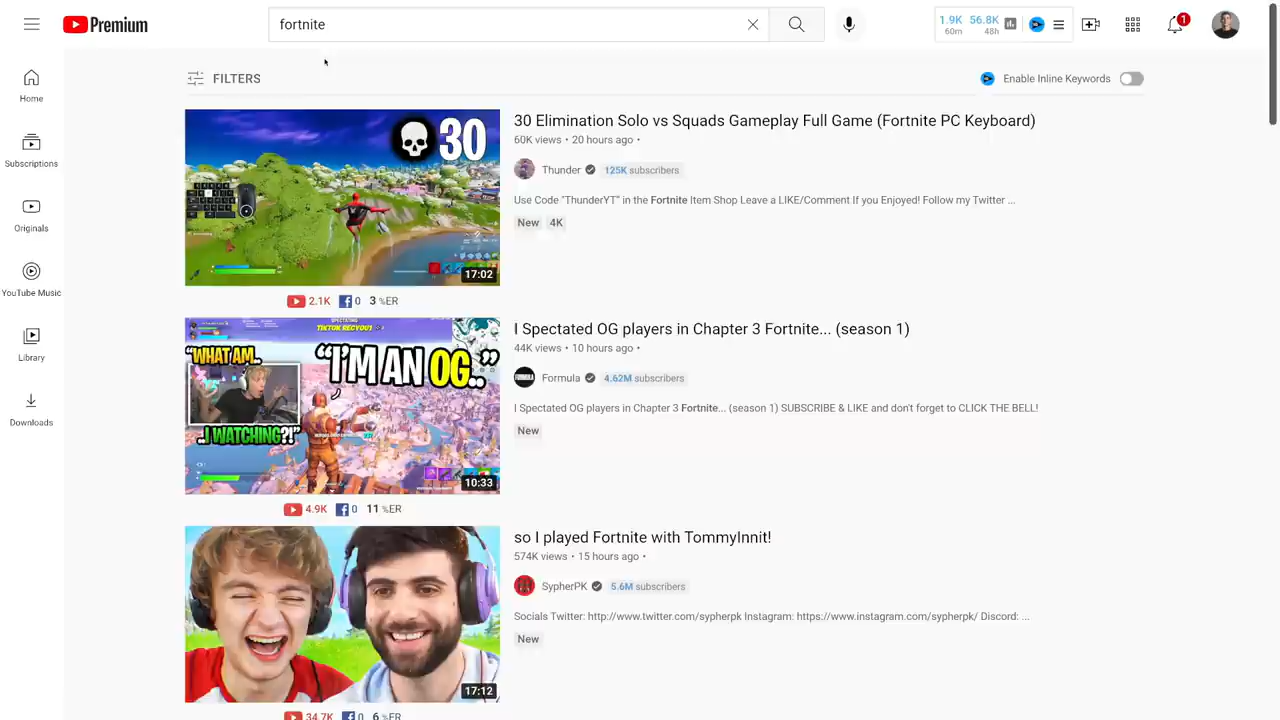 Premium
fortnite
1.9K 56.8K
60m 48h
1
Home
Subscriptions
Originals
YouTube Music
Library
Downloads
FILTERS
Enable Inline Keywords
30
17:02
30 Elimination Solo vs Squads Gameplay Full Game (Fortnite PC Keyboard)
60K views • 20 hours ago •
Thunder 125K subscribers
Use Code "ThunderYT" in the Fortnite Item Shop Leave a LIKE/Comment If you Enjoyed! Follow my Twitter ...
New 4K
2.1K 0 3 %ER
SPECTATING
TIKTOK RECYOU1
"WHAT AM..
"I'M AN OG.."
..I WATCHING?!"
10:33
I Spectated OG players in Chapter 3 Fortnite... (season 1)
44K views • 10 hours ago •
FORMULA
Formula 4.62M subscribers
I Spectated OG players in Chapter 3 Fortnite... (season 1) SUBSCRIBE & LIKE and don't forget to CLICK THE BELL!
New
4.9K 0 11 %ER
17:12
so I played Fortnite with TommyInnit!
574K views • 15 hours ago •
SypherPK 5.6M subscribers
Socials Twitter: http://www.twitter.com/sypherpk Instagram: https://www.instagram.com/sypherpk/ Discord: ...
New
34.7K 0 6 %ER